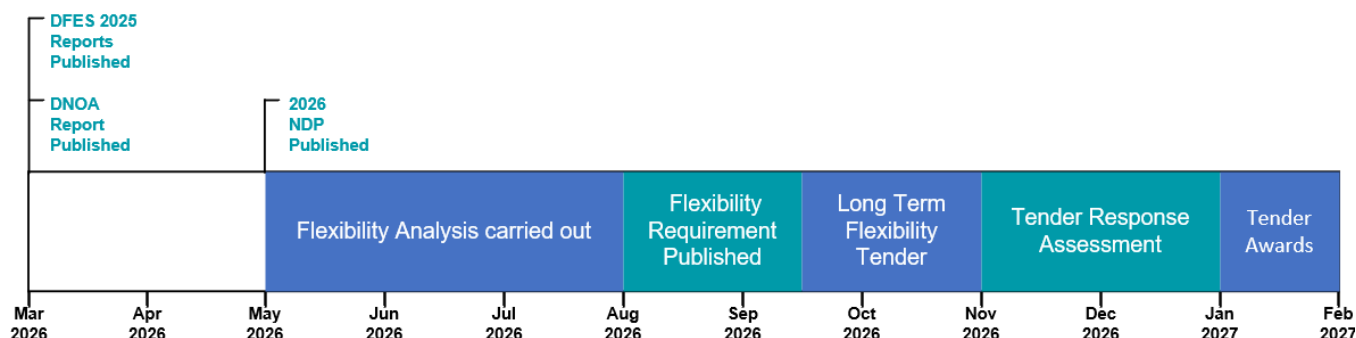 DFES 2025
Reports
Published
DNOA
Report
Published
2026
NDP
Published
Flexibility Analysis carried out
Flexibility
Requirement
Published
Long Term
Flexibility
Tender
Tender Response
Assessment
Tender
Awards
Mar
2026
Apr
2026
May
2026
Jun
2026
Jul
2026
Aug
2026
Sep
2026
Oct
2026
Nov
2026
Dec
2026
Jan
2027
Feb
2027